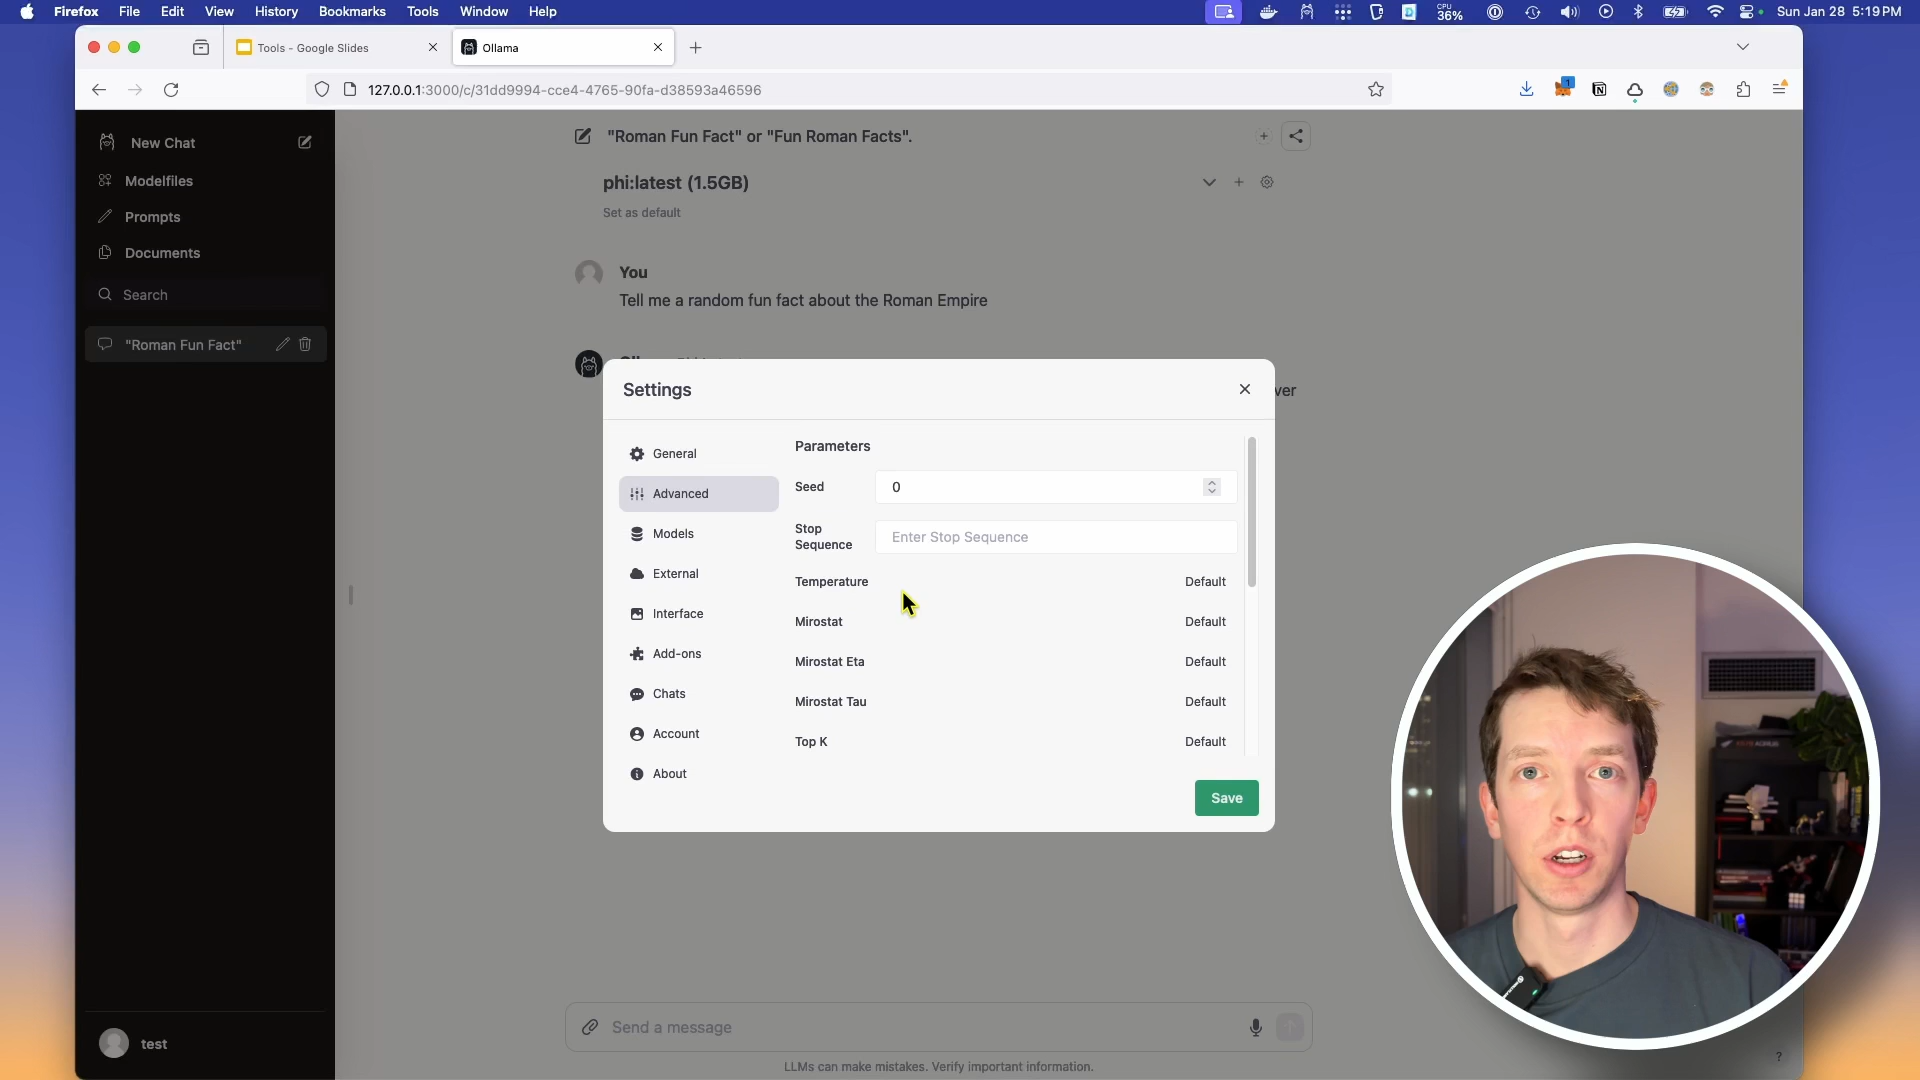 Firefox File Edit View History Bookmarks Tools Window Help CPU 36% Sun Jan 28 5:19 PM
Tools - Google Slides Ollama
127.0.0.1:3000/c/31dd9994-cce4-4765-90fa-d38593a46596
New Chat
"Roman Fun Fact" or "Fun Roman Facts".
Modelfiles
phi:latest (1.5GB)
Set as default
Prompts
Documents
Search
"Roman Fun Fact"
You
Tell me a random fun fact about the Roman Empire
ver
Settings
General
Advanced
Models
External
Interface
Add-ons
Chats
Account
About
Parameters
Seed 0
Stop
Sequence
Enter Stop Sequence
Temperature Default
Mirostat Default
Mirostat Eta Default
Mirostat Tau Default
Top K Default
Save
Send a message
test
LLMs can make mistakes. Verify important information.
?